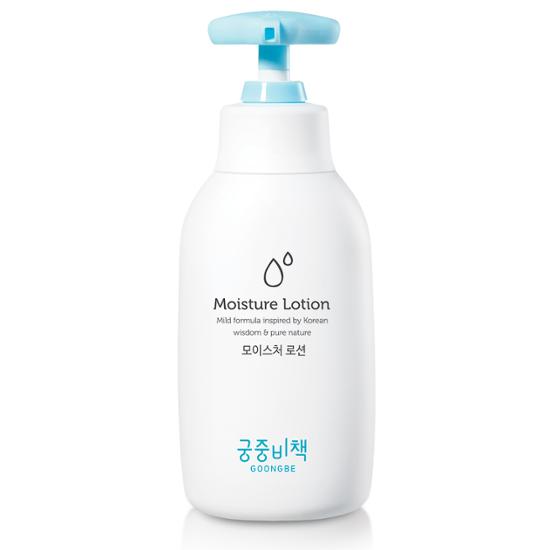 Moisture Lotion
Mild formula inspired by Korean
wisdom & pure nature
모이스처 로션
궁중비책
GOONGBE